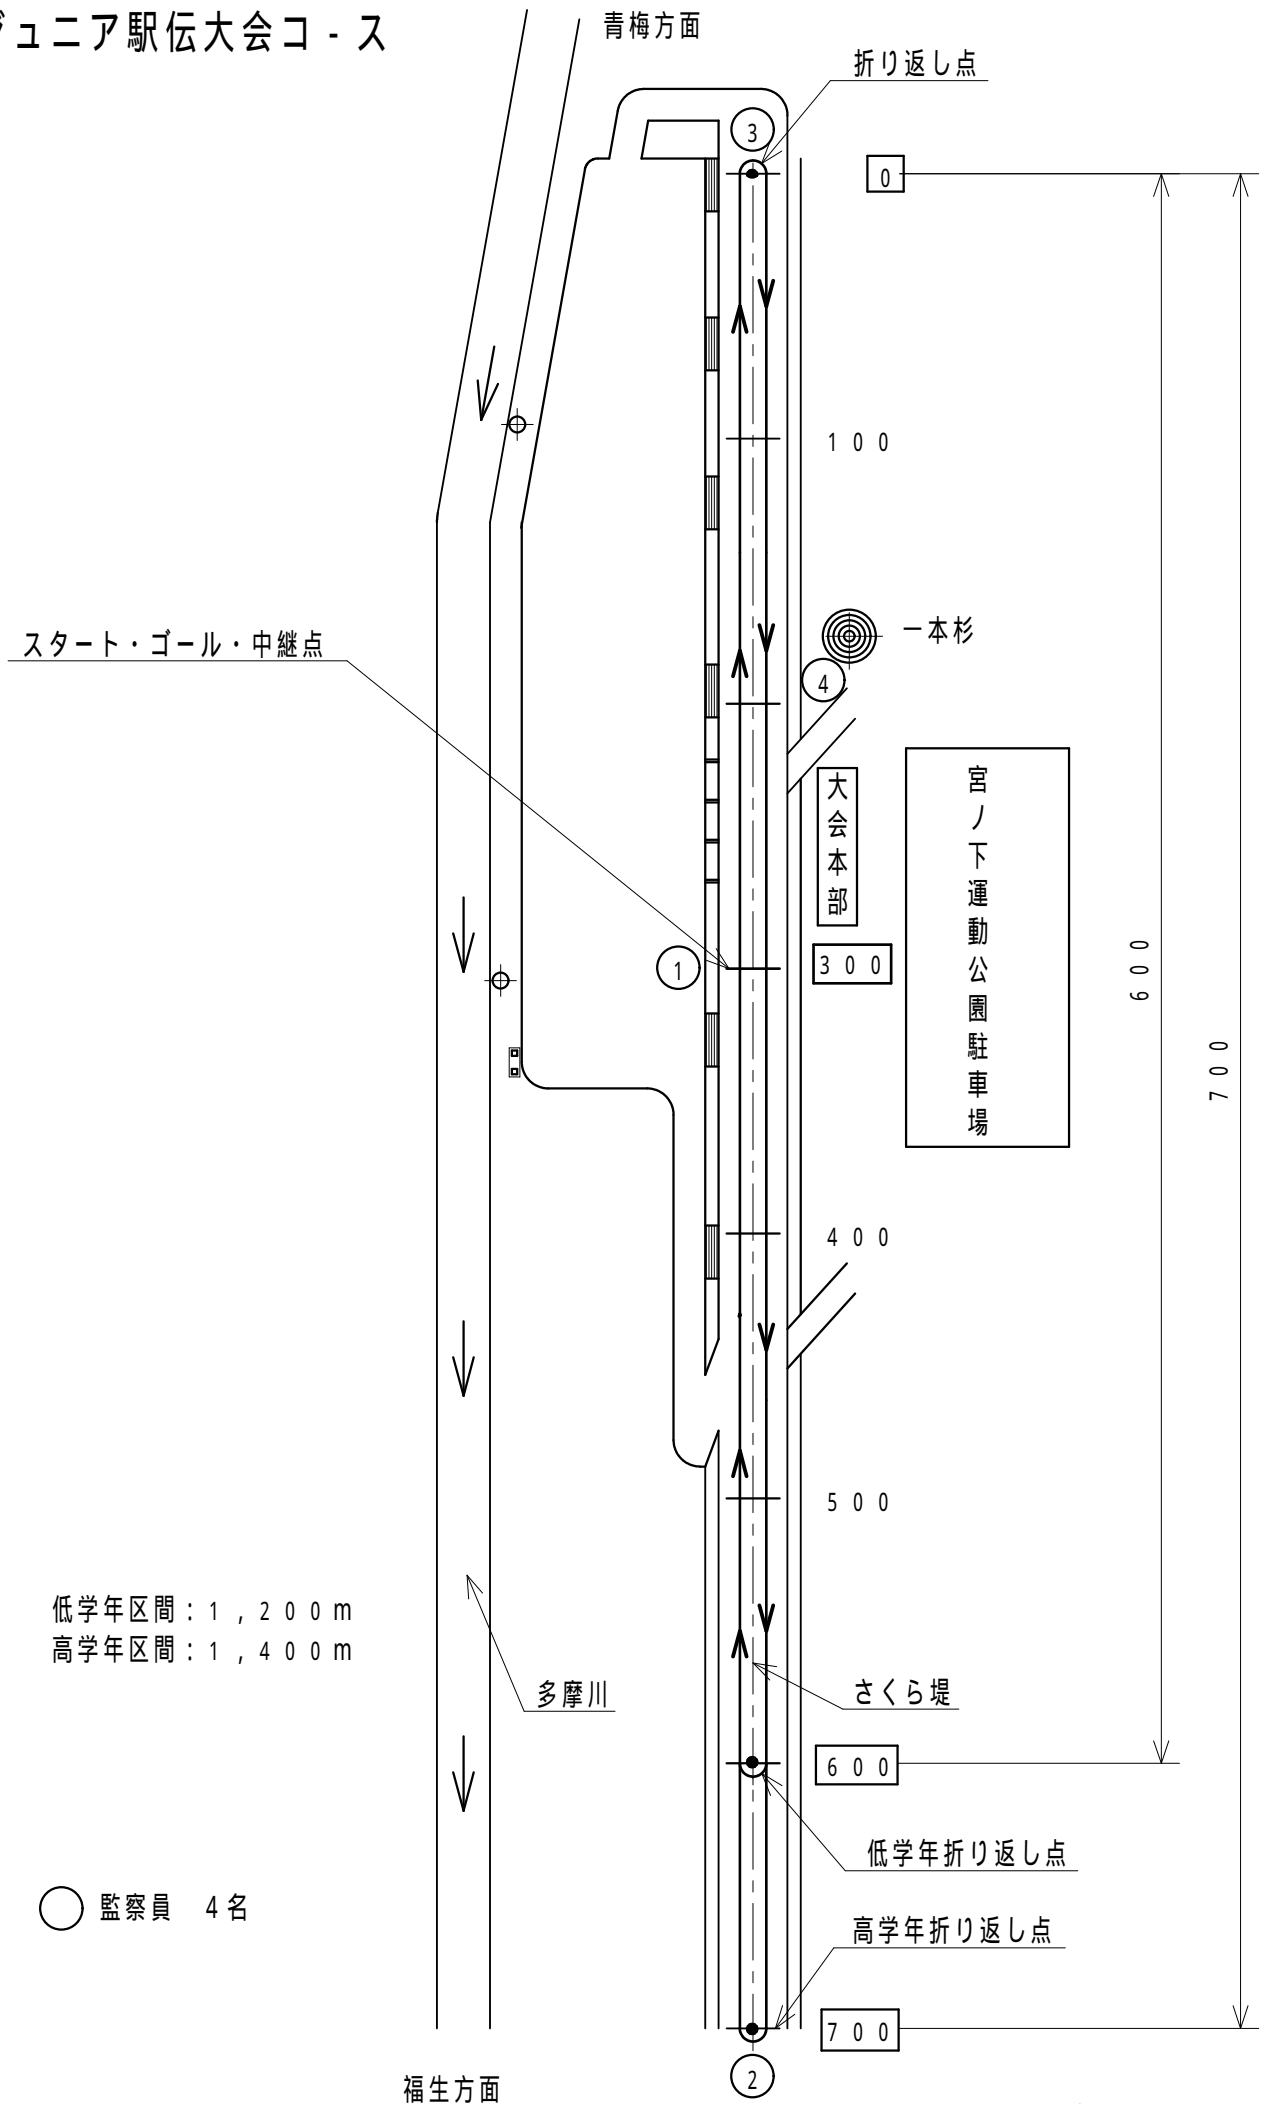 ジュニア駅伝大会コ-ス
青梅方面
折り返し点
3
0
100
一本杉
スタート・ゴール・中継点
4
大会本部
宮ノ下運動公園駐車場
1
300
600
700
400
500
低学年区間：1,200m
高学年区間：1,400m
多摩川
さくら堤
600
低学年折り返し点
監察員 4名
高学年折り返し点
700
2
福生方面